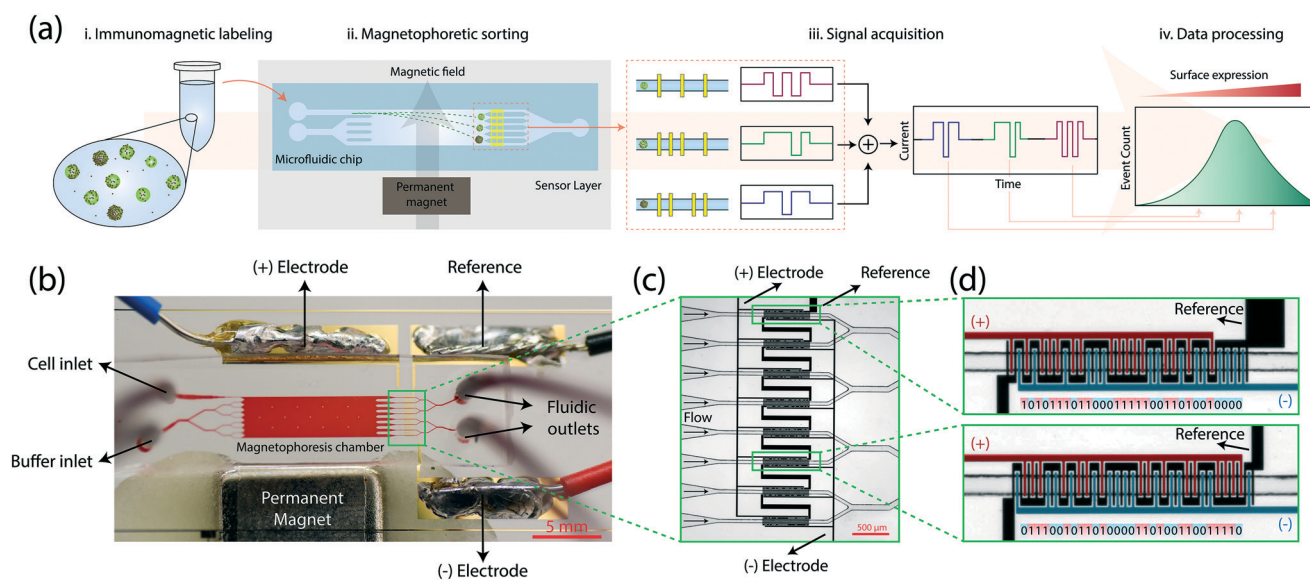 (a)
i. Immunomagnetic labeling
ii. Magnetophoretic sorting
iii. Signal acquisition
iv. Data processing
Magnetic field
Microfluidic chip
Permanent
magnet
Sensor Layer
Current
Time
Surface expression
Event Count
(b)
(+) Electrode
Reference
Cell inlet
Buffer inlet
Magnetophoresis chamber
Fluidic
outlets
Permanent
Magnet
5 mm
(-) Electrode
(c)
(+) Electrode
Reference
Flow
500 μm
(-) Electrode
(d)
Reference
(+)
(-)
1010111011000111110011010010000
Reference
(+)
(-)
011100110100001101001100111110